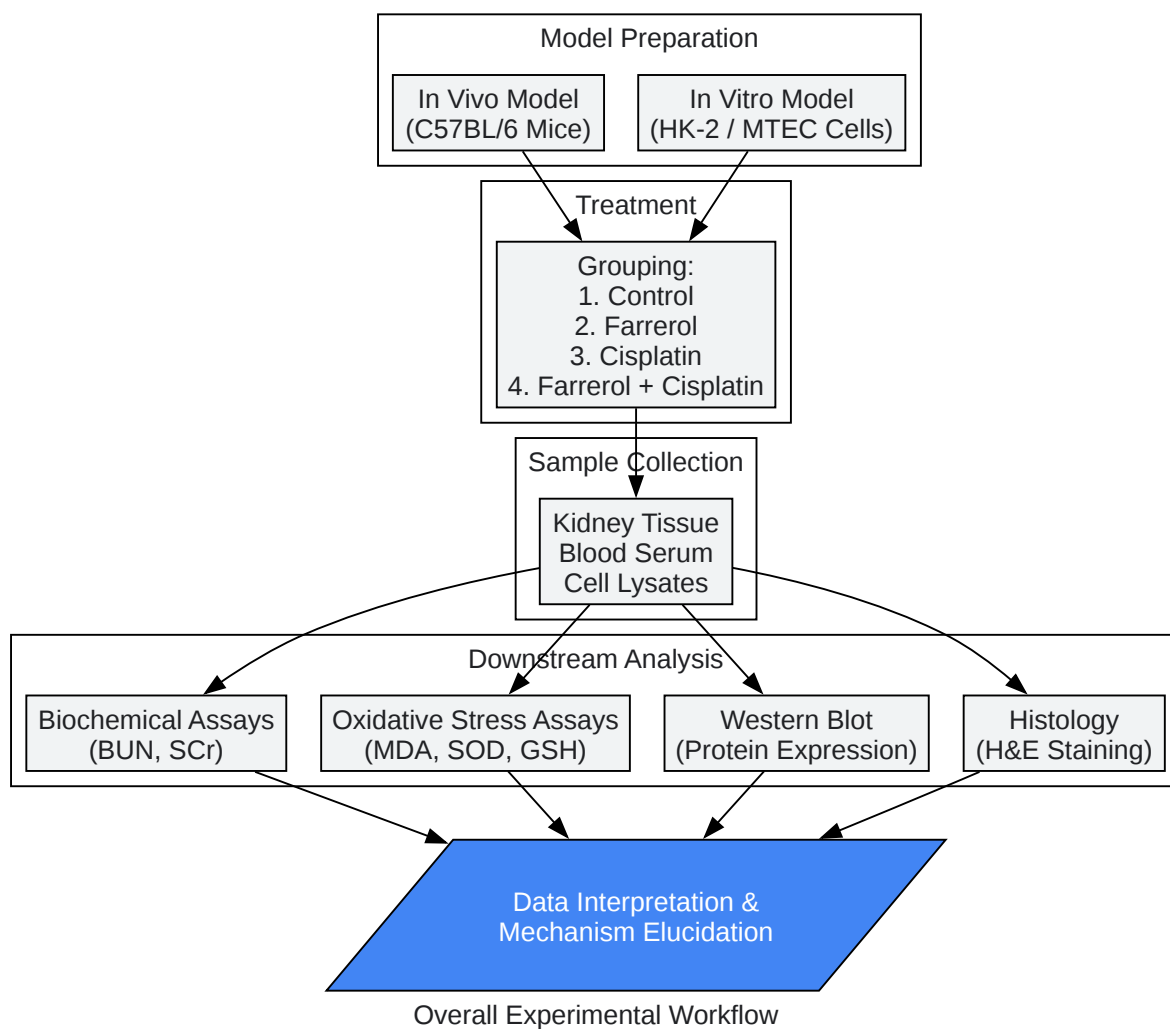 Model Preparation
In Vivo Model
(C57BL/6 Mice)
In Vitro Model
(HK-2 / MTEC Cells)
Treatment
Grouping:
1. Control
2. Farrerol
3. Cisplatin
4. Farrerol + Cisplatin
Sample Collection
Kidney Tissue
Blood Serum
Cell Lysates
Downstream Analysis
Biochemical Assays
(BUN, SCr)
Oxidative Stress Assays
(MDA, SOD, GSH)
Western Blot
(Protein Expression)
Histology
(H&E Staining)
Data Interpretation &
Mechanism Elucidation
Overall Experimental Workflow